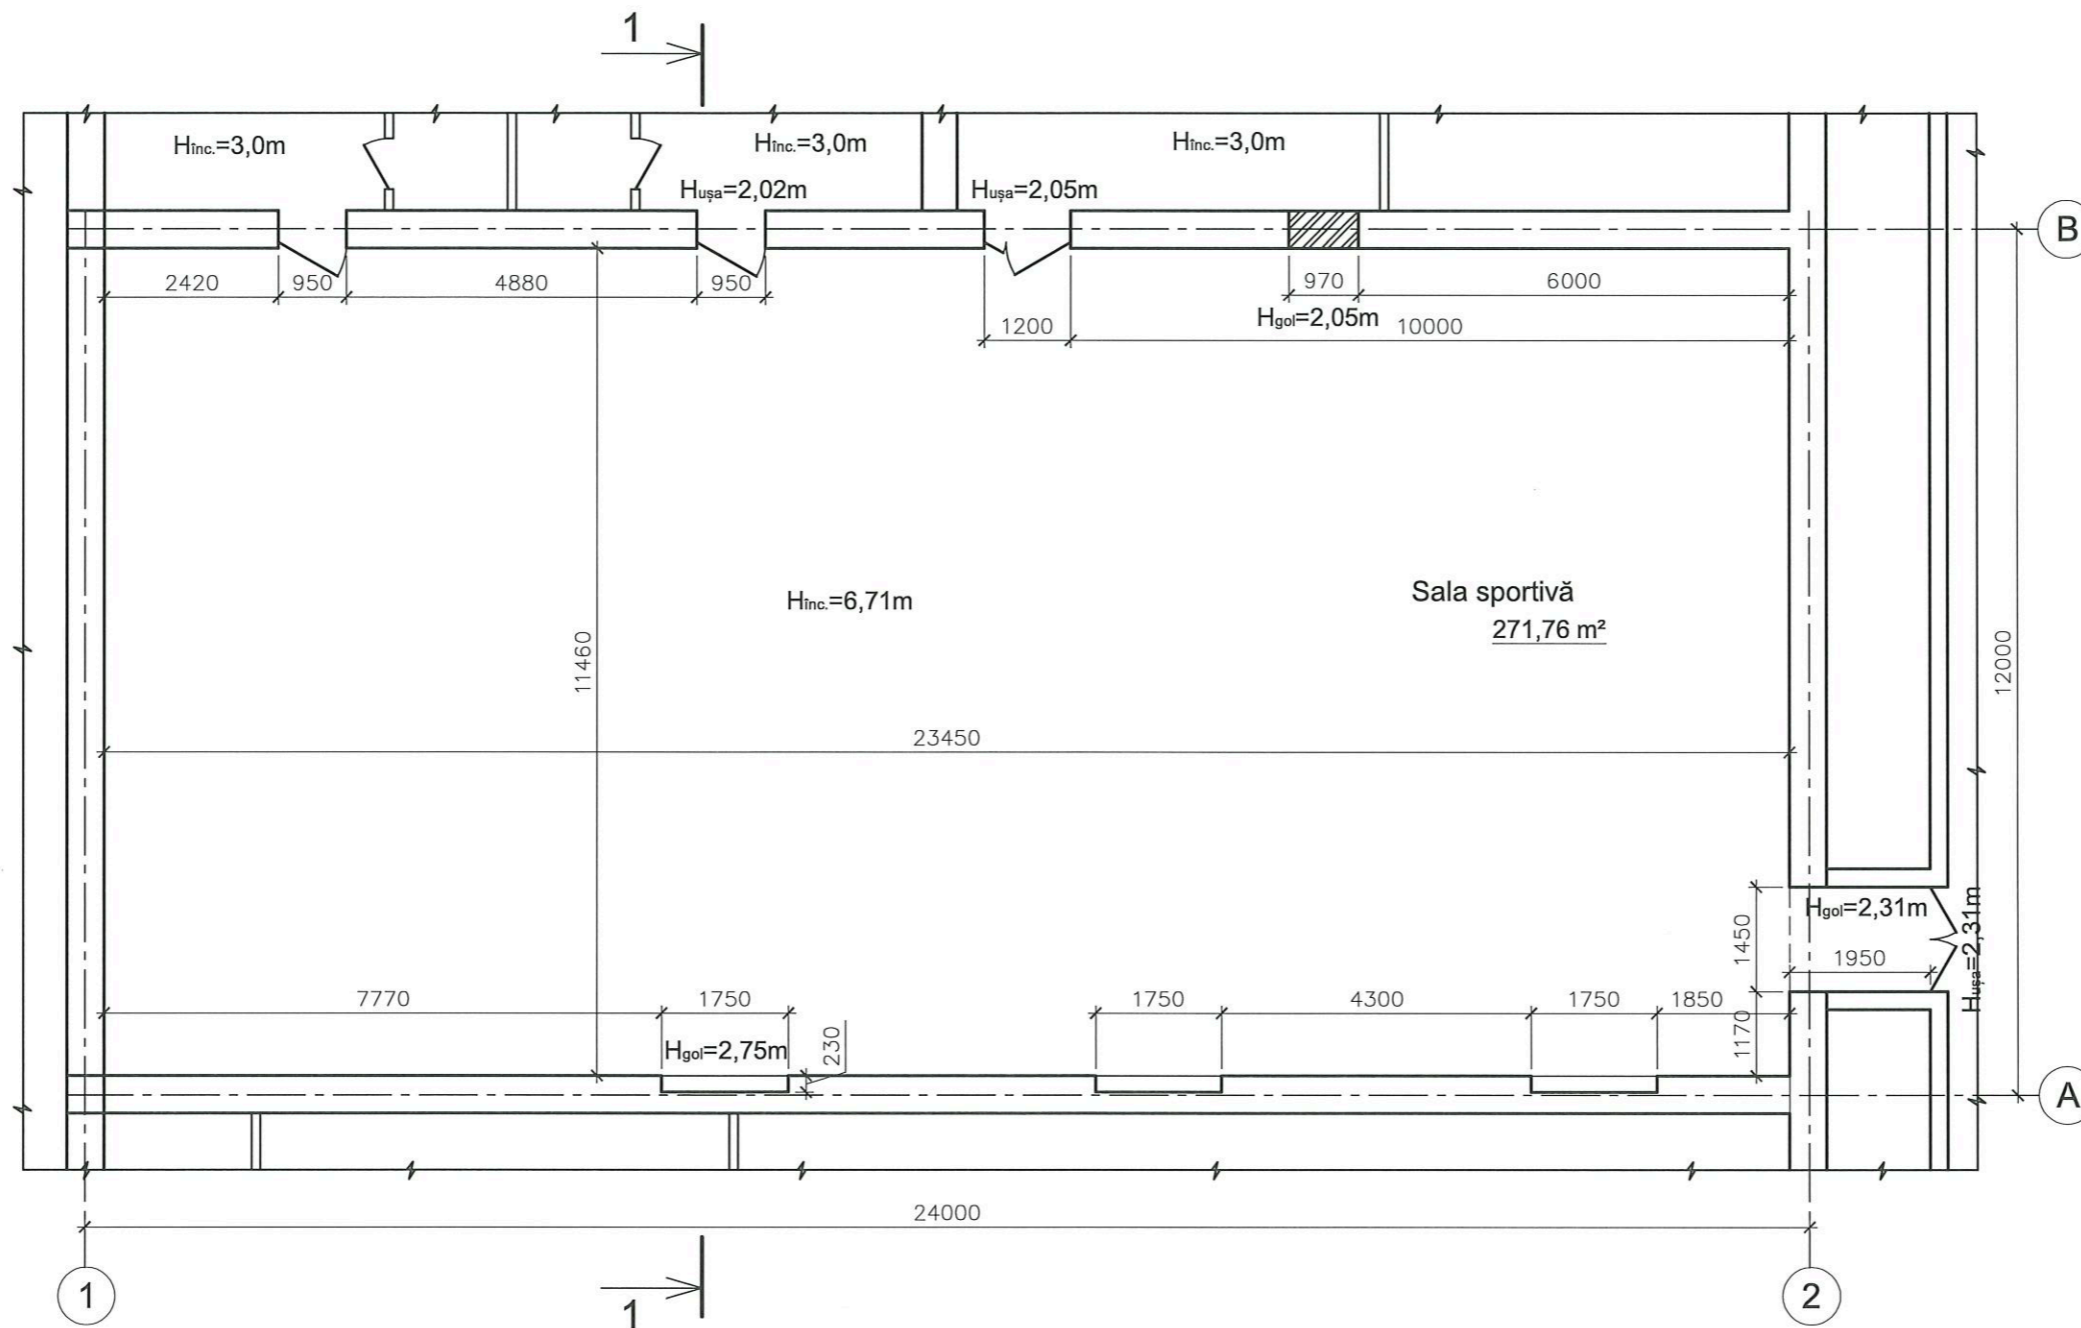 1
Hînc.=3,0m
Hînc.=3,0m
Hînc.=3,0m
Hușa=2,02m
Hușa=2,05m
B
2420
950
4880
950
970
6000
Hgol=2,05m
1200
10000
Hînc.=6,71m
Sala sportivă
271,76 m²
11460
12000
23450
Hgol=2,31m
Hușa=2,31m
1450
1950
7770
1750
1750
4300
1750
1850
1170
Hgol=2,75m
230
A
24000
1
2
1